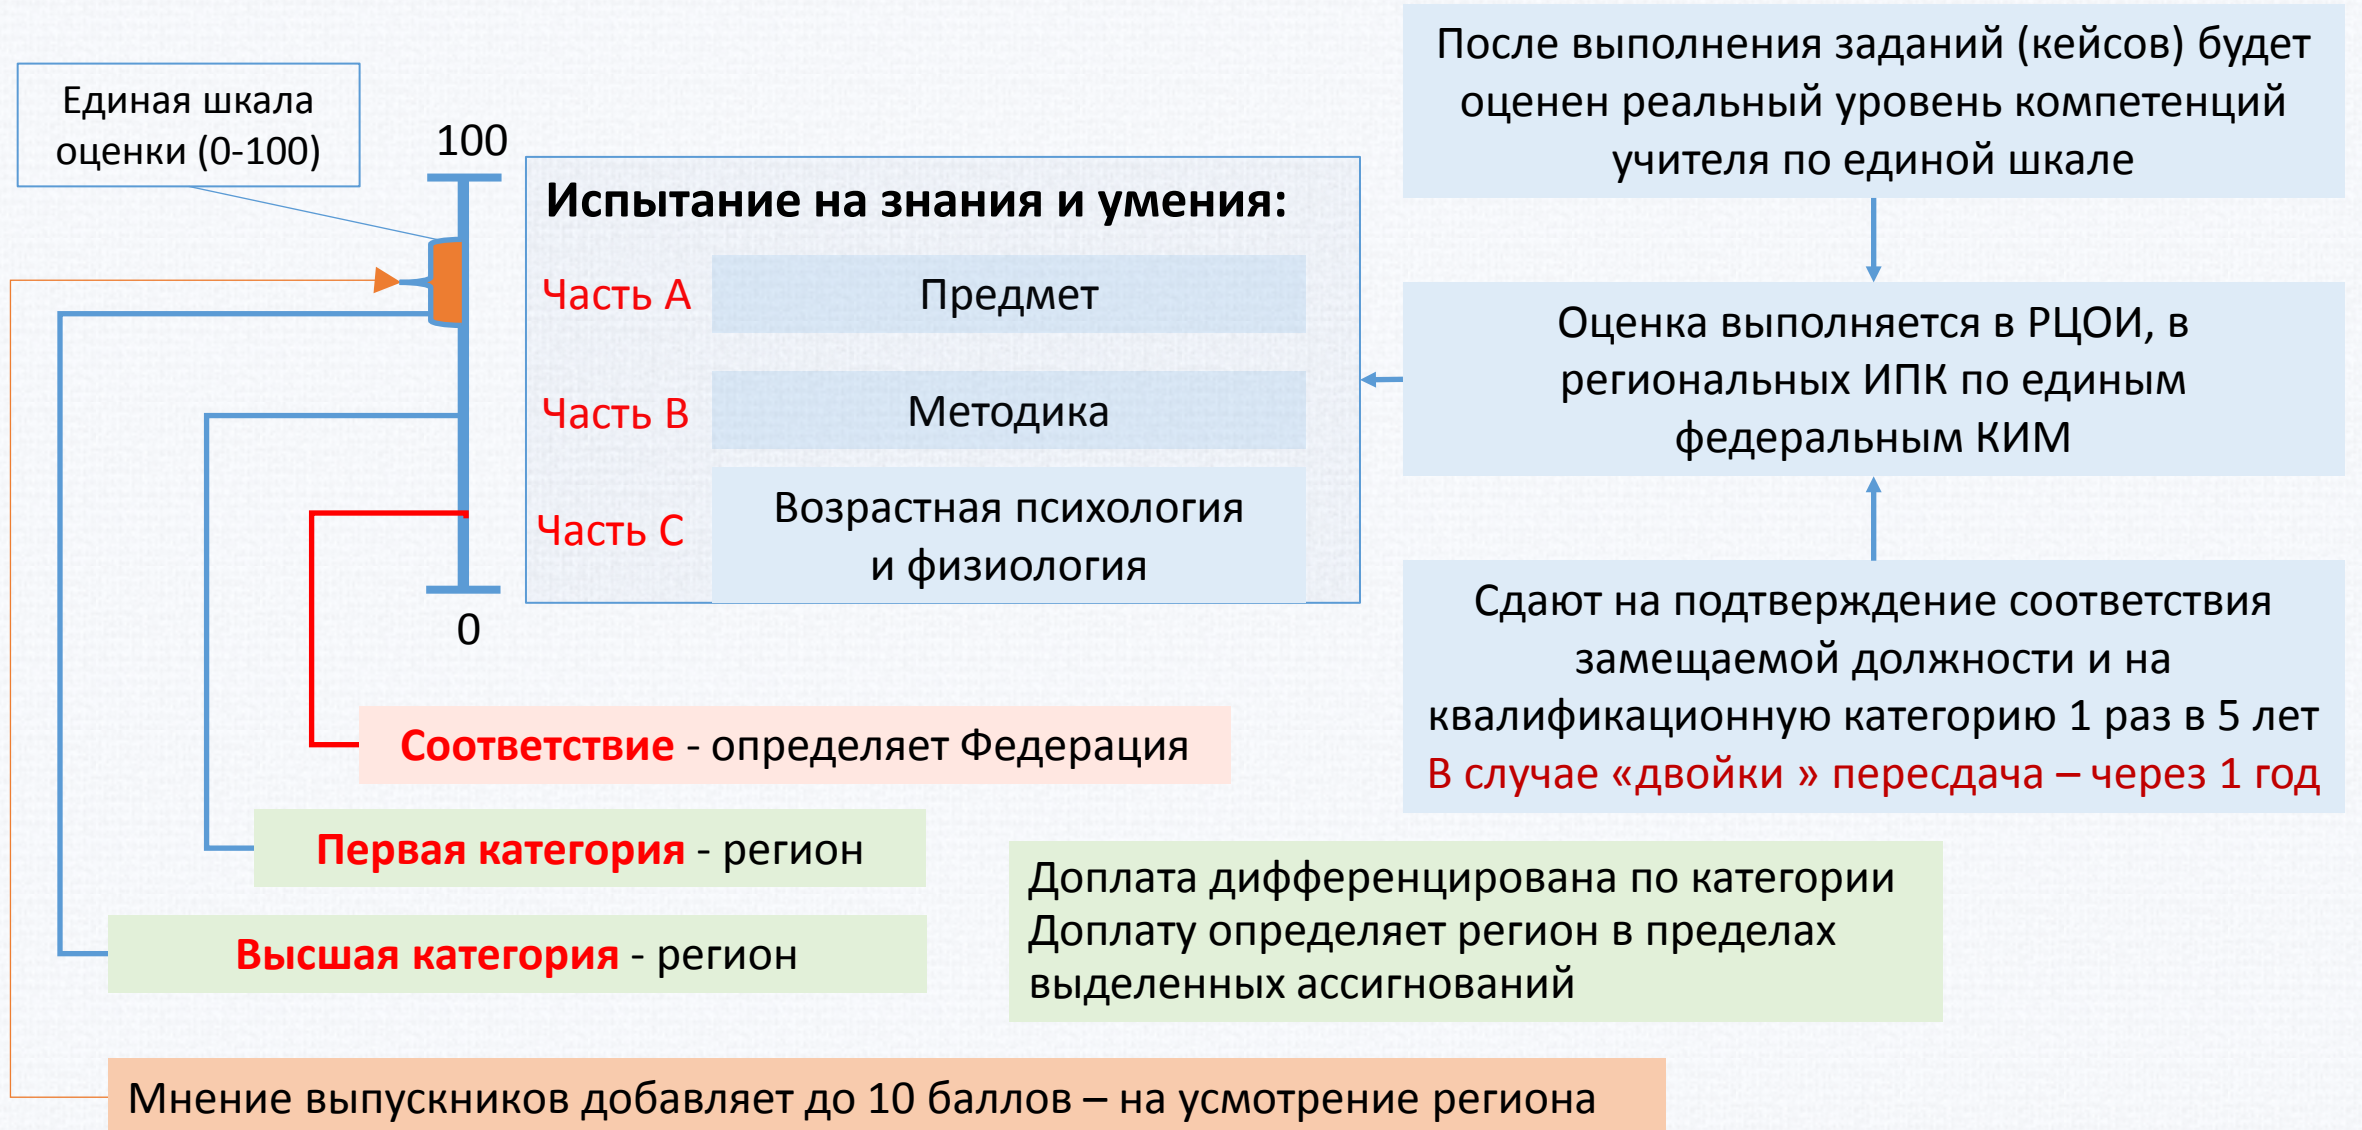 Единая шкала
оценки (0-100)
100
0
Испытание на знания и умения:
Часть А
Предмет
Часть В
Методика
Часть С
Возрастная психология
и физиология
После выполнения заданий (кейсов) будет
оценен реальный уровень компетенций
учителя по единой шкале
Оценка выполняется в РЦОИ, в
региональных ИПК по единым
федеральным КИМ
Сдают на подтверждение соответствия
замещаемой должности и на
квалификационную категорию 1 раз в 5 лет
В случае «двойки » пересдача – через 1 год
Соответствие - определяет Федерация
Первая категория - регион
Высшая категория - регион
Доплата дифференцирована по категории
Доплату определяет регион в пределах
выделенных ассигнований
Мнение выпускников добавляет до 10 баллов – на усмотрение региона